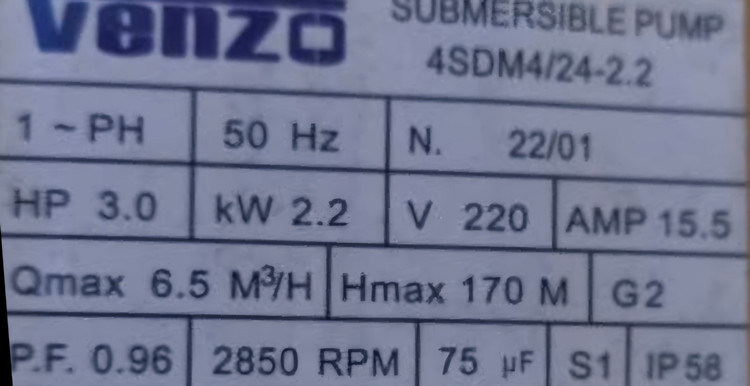 venzo
SUBMERSIBLE PUMP
4SDM4/24-2.2
1 ~ PH 50 Hz N. 22/01
HP 3.0 kW 2.2 V 220 AMP 15.5
Qmax 6.5 M³/H Hmax 170 M G2
P.F. 0.96 2850 RPM 75 µF S1 IP58